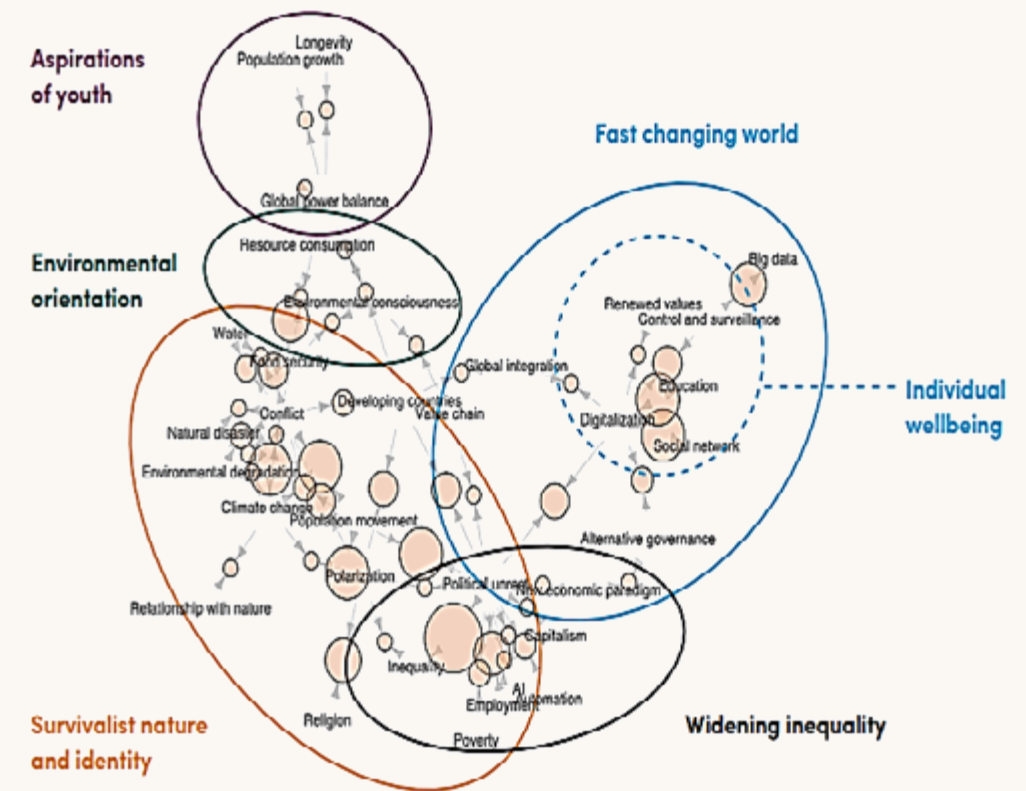 Longevity
Population growth
Aspirations
of youth
Global power balance
Fast changing world
Resource consumption
Environmental
orientation
Environmental consciousness
Big data
Renewed values
Control and surveillance
Water
Food security
Global integration
Education
Individual
wellbeing
Developing countries
Value chain
Conflict
Digitalization
Natural disaster
Social network
Environmental degradation
Climate change
Population movement
Alternative governance
Polarization
Political unrest
New economic paradigm
Relationship with nature
Capitalism
Inequality
AI
Automation
Employment
Religion
Poverty
Survivalist nature
and identity
Widening inequality